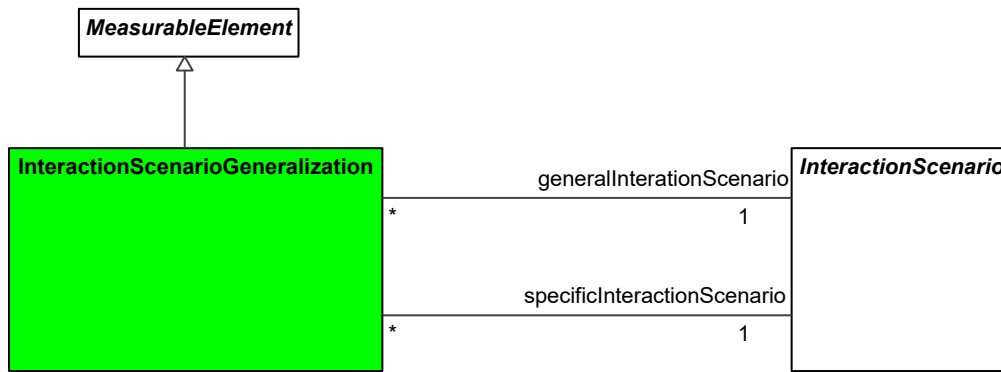 MeasurableElement
InteractionScenarioGeneralization
generalInterationScenario
InteractionScenario
* 1
specificInteractionScenario
* 1